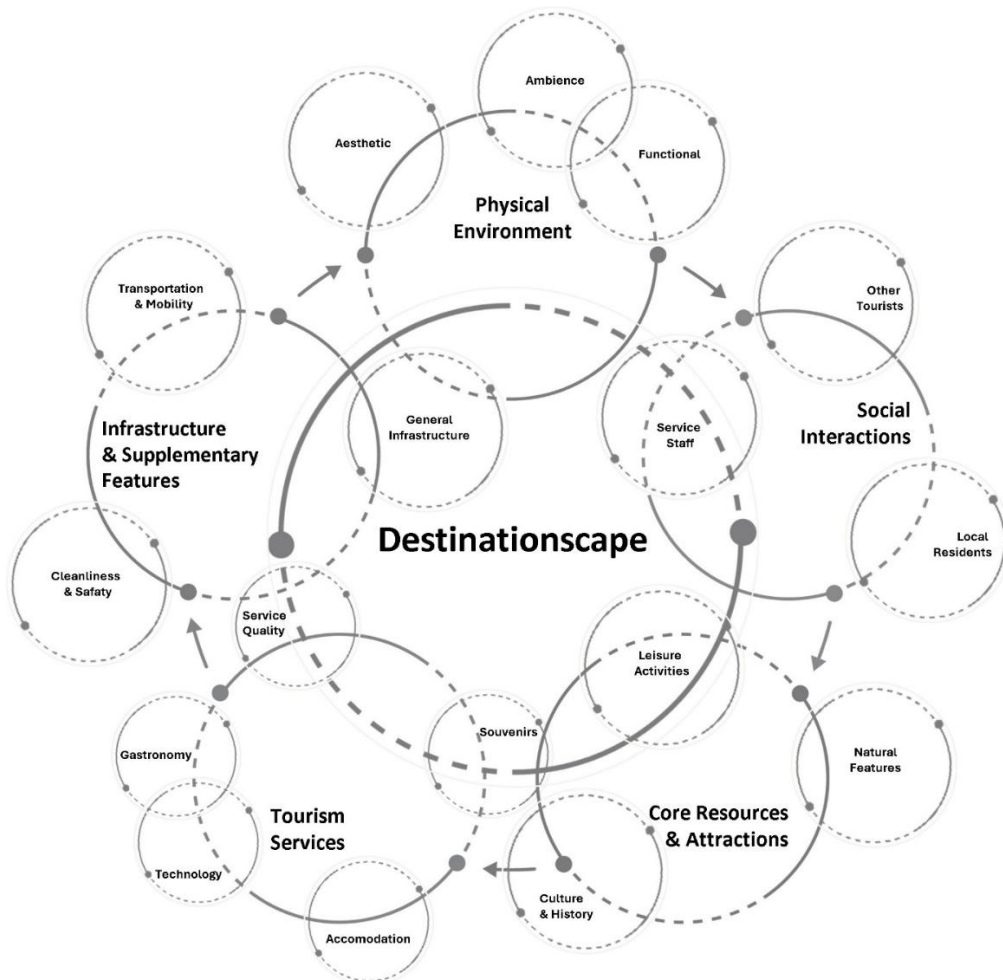 Ambience
Aesthetic
Functional
Physical
Environment
Transportation
& Mobility
Other
Tourists
General
Infrastructure
Service
Staff
Infrastructure
& Supplementary
Features
Social
Interactions
Destinationscape
Local
Residents
Cleanliness
& Safaty
Service
Quality
Leisure
Activities
Souvenirs
Gastronomy
Natural
Features
Tourism
Services
Core Resources
& Attractions
Technology
Culture
& History
Accomodation